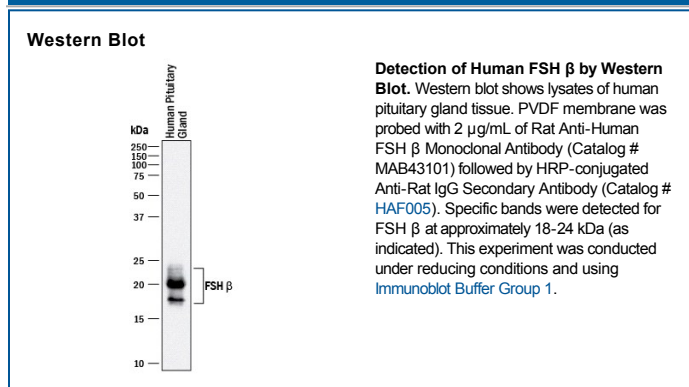 Western Blot
Human Pituitary
Gland
kDa
250
150
100
75
50
37
25
20
15
10
FSH β
Detection of Human FSH β by Western
Blot. Western blot shows lysates of human
pituitary gland tissue. PVDF membrane was
probed with 2 µg/mL of Rat Anti-Human
FSH β Monoclonal Antibody (Catalog #
MAB43101) followed by HRP-conjugated
Anti-Rat IgG Secondary Antibody (Catalog #
HAF005). Specific bands were detected for
FSH β at approximately 18-24 kDa (as
indicated). This experiment was conducted
under reducing conditions and using
Immunoblot Buffer Group 1.